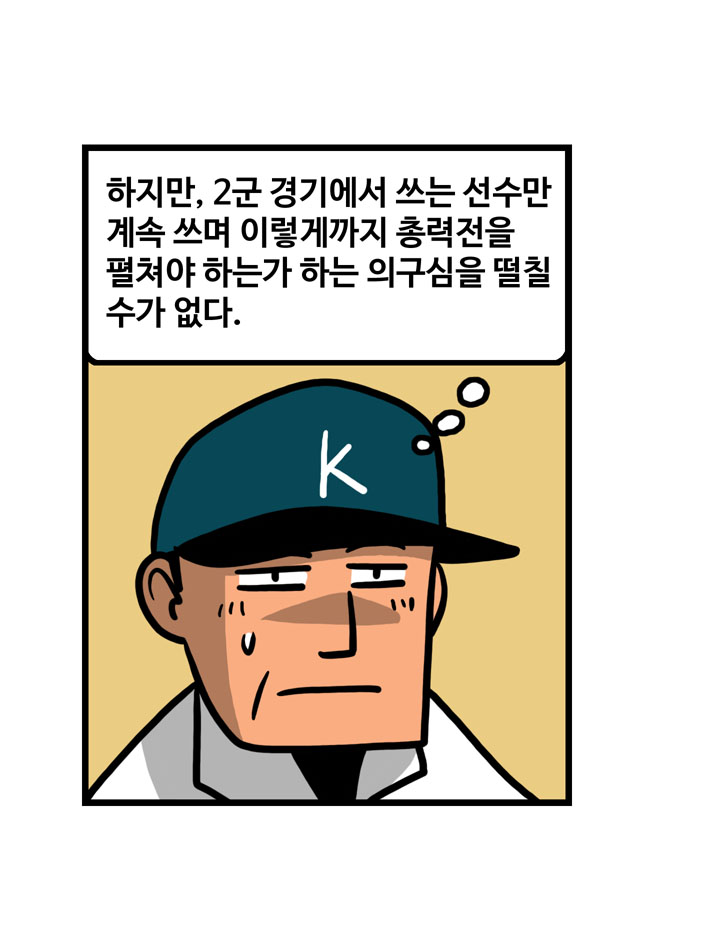 하지만, 2군 경기에서 쓰는 선수만
계속 쓰며 이렇게까지 총력전을
펼쳐야 하는가 하는 의구심을 떨칠
수가 없다.
K